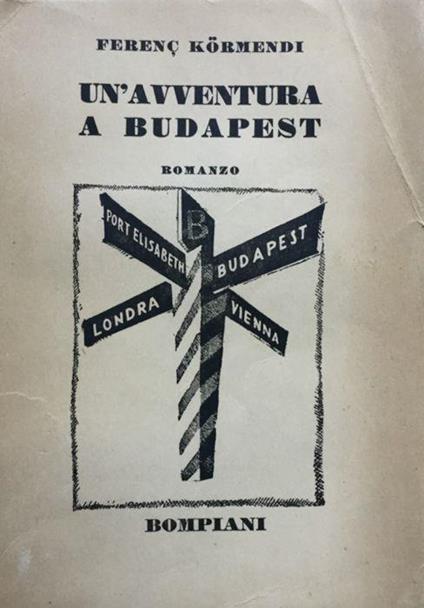 FERENÇ KÖRMENDI
UN'AVVENTURA
A BUDAPEST
ROMANZO
B
PORT ELISABETH
BUDAPEST
LONDRA
VIENNA
BOMPIANI